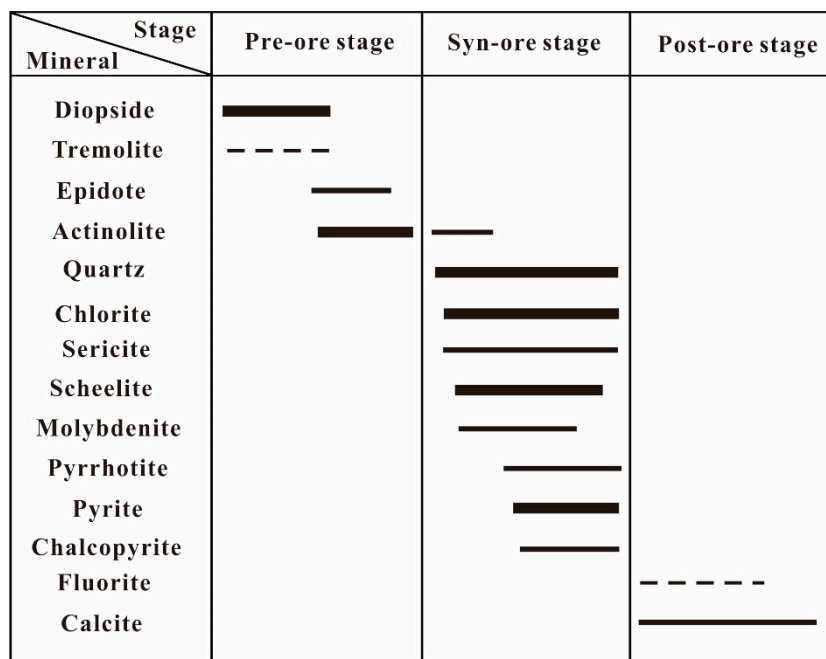 Stage
Mineral
Pre-ore stage
Syn-ore stage
Post-ore stage
Diopside
Tremolite
Epidote
Actinolite
Quartz
Chlorite
Sericite
Scheelite
Molybdenite
Pyrrhotite
Pyrite
Chalcopyrite
Fluorite
Calcite